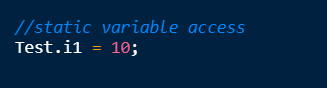 //static variable access
Test.i1 = 10;